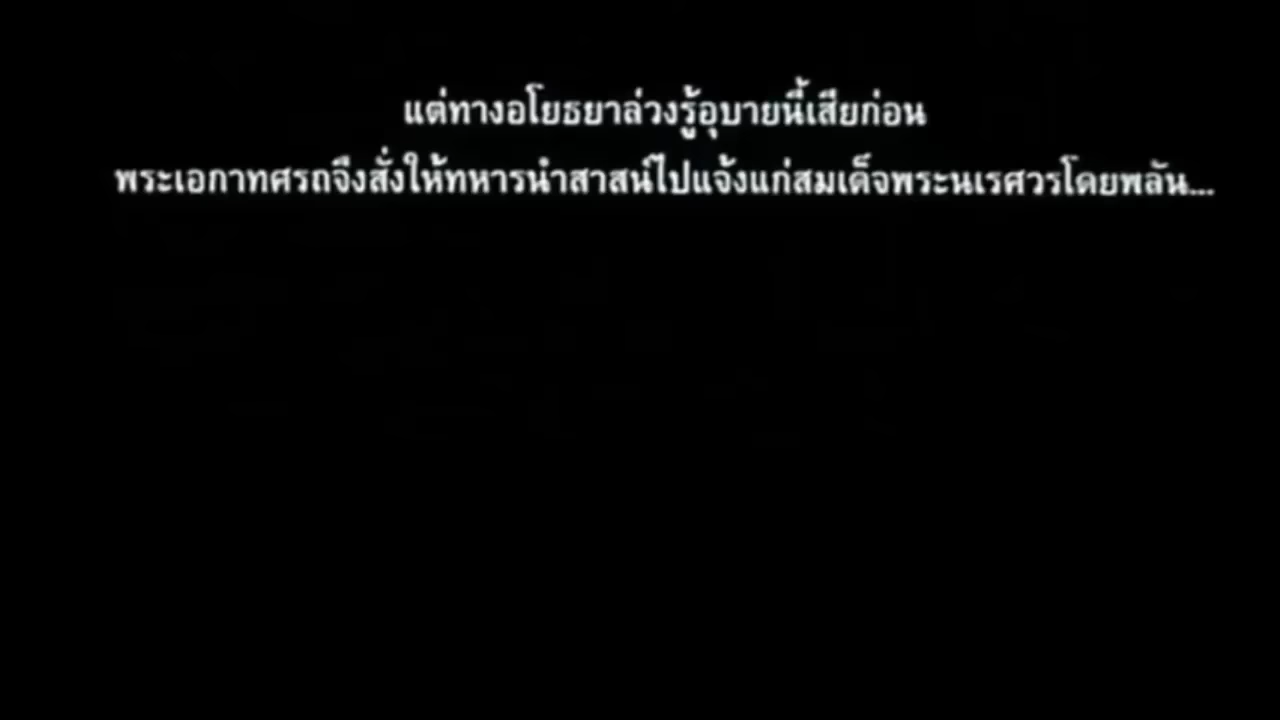 แต่ทางอโยธยาล่วงรู้อุบายนี้เสียก่อน
พระเอกาทศรถจึงสั่งให้ทหารนำสาสน์ไปแจ้งแก่สมเด็จพระนเรศวรโดยพลัน...